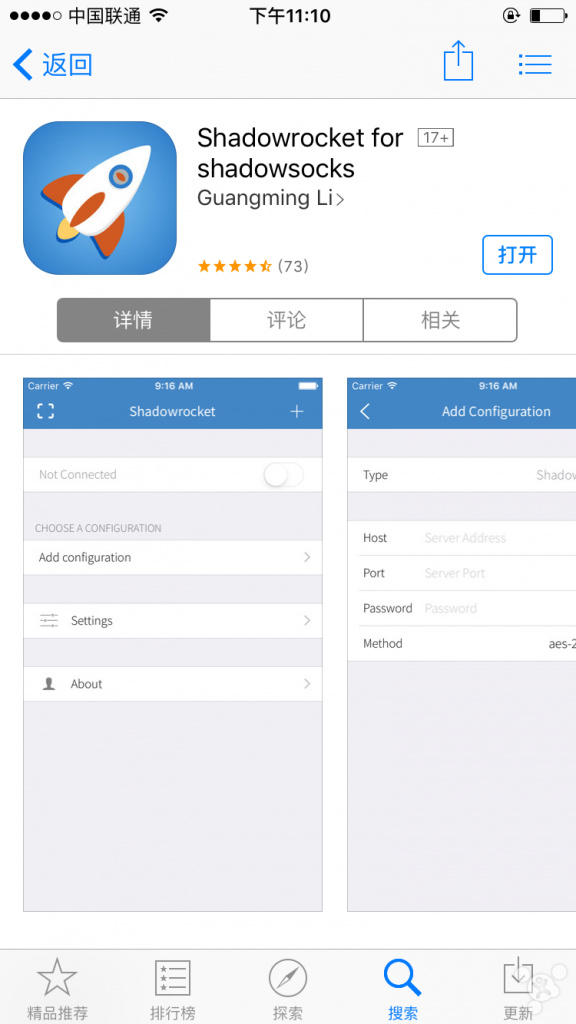 中国联通
下午11:10
返回
Shadowrocket for
17+
shadowsocks
Guangming Li
(73)
打开
详情
评论
相关
Carrier
9:16 AM
Shadowrocket
Not Connected
CHOOSE A CONFIGURATION
Add configuration
Settings
About
Carrier
9:16 AM
Add Configuration
Type
Shadow
Host
Server Address
Port
Server Port
Password
Password
Method
aes-2
精品推荐
排行榜
探索
搜索
更新